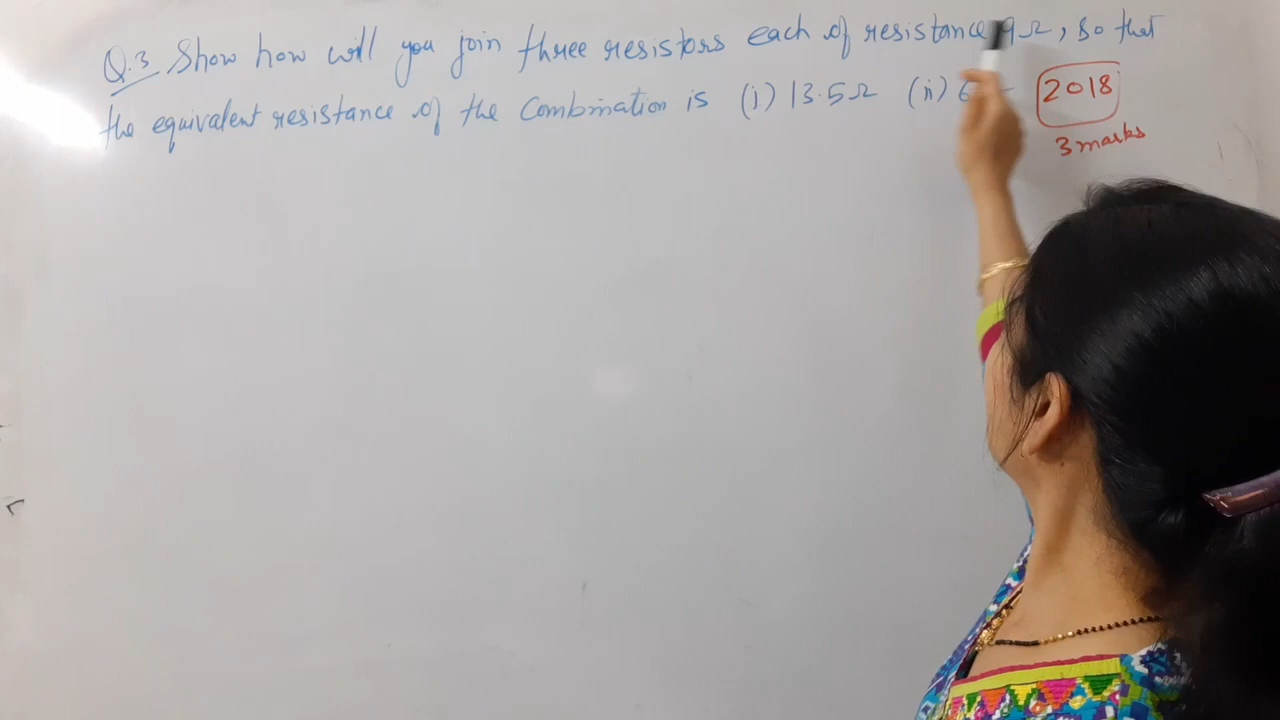 Q.3 Show how will you join three resistors each of resistance 9Ω, so that
the equivalent resistance of the combination is (i) 13.5Ω (ii) 6
2018
3 marks